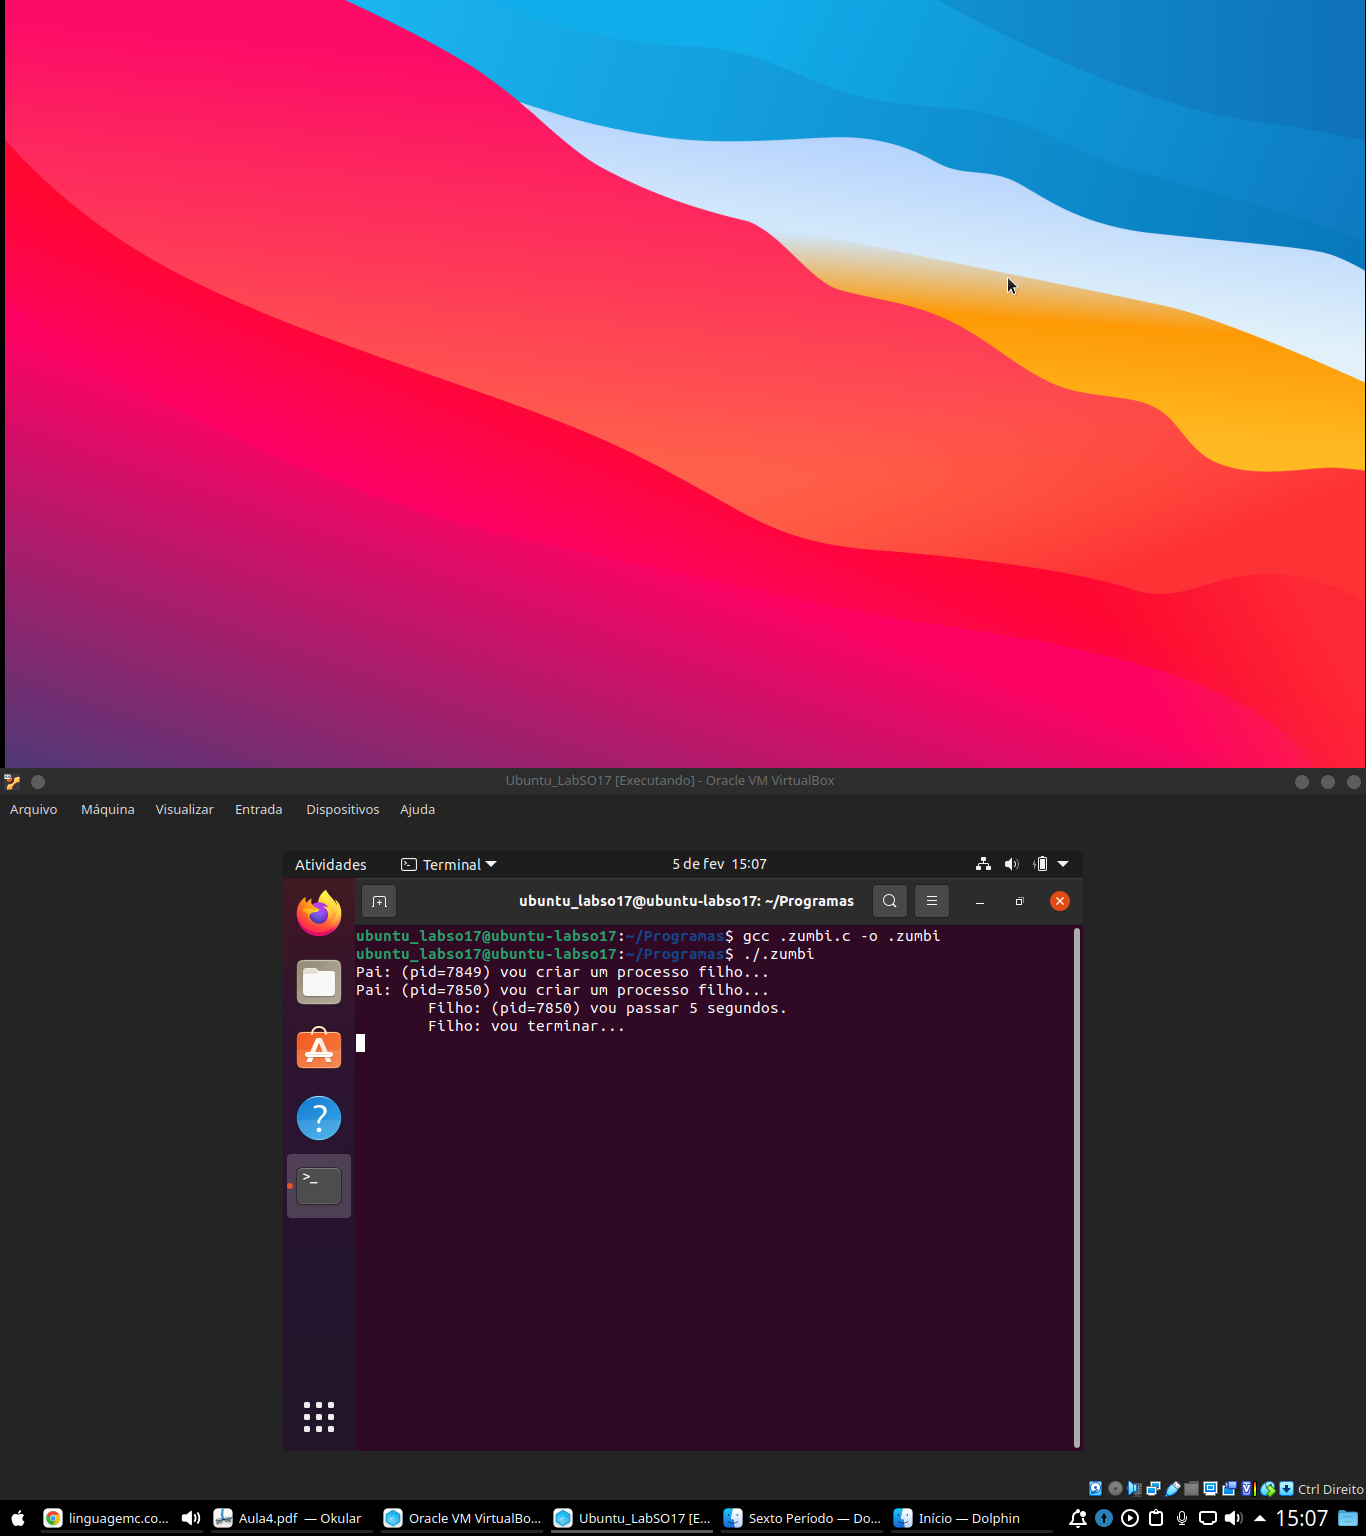 Ubuntu_LabSO17 [Executando] - Oracle VM VirtualBox
Arquivo Máquina Visualizar Entrada Dispositivos Ajuda
Atividades Terminal 5 de fev 15:07
ubuntu_labso17@ubuntu-labso17: ~/Programas
ubuntu_labso17@ubuntu-labso17:~/Programas$ gcc .zumbi.c -o .zumbi
ubuntu_labso17@ubuntu-labso17:~/Programas$ ./.zumbi
Pai: (pid=7849) vou criar um processo filho...
Pai: (pid=7850) vou criar um processo filho...
Filho: (pid=7850) vou passar 5 segundos.
Filho: vou terminar...
Ctrl Direito
linguagemc.co... Aula4.pdf — Okular Oracle VM VirtualBo... Ubuntu_LabSO17 [E... Sexto Período — Do... Início — Dolphin 15:07